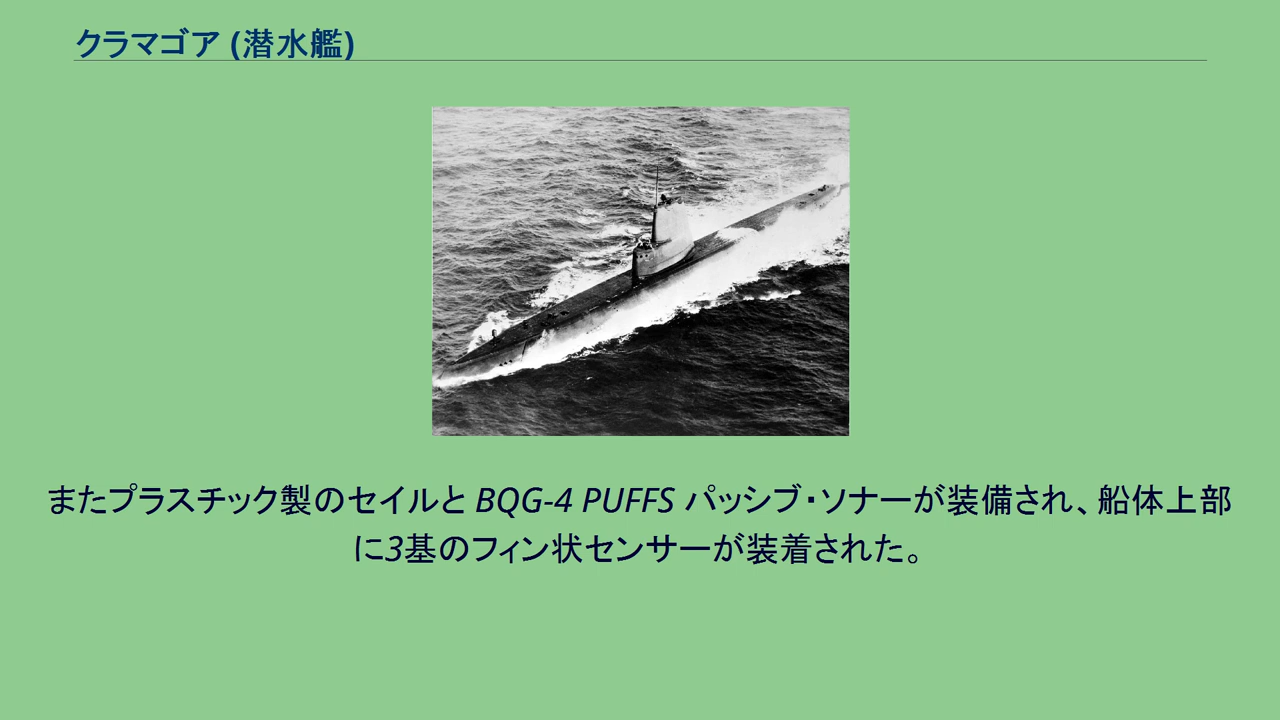 クラマゴア (潜水艦)
またプラスチック製のセイルと BQG-4 PUFFS パッシブ・ソナーが装備され、船体上部
に3基のフィン状センサーが装着された。